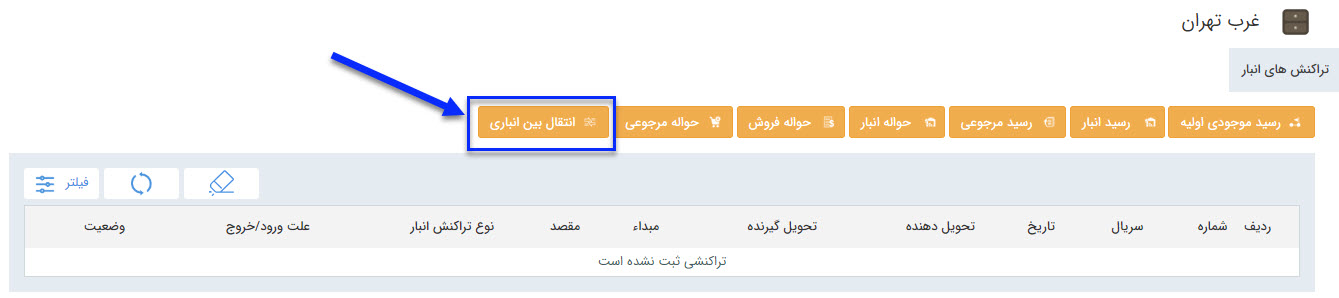 غرب تهران
تراکنش های انبار
رسید موجودی اولیه رسید انبار رسید مرجوعی حواله انبار حواله فروش حواله مرجوعی انتقال بین انباری
فیلتر
ردیف شماره سریال تاریخ تحویل دهنده تحویل گیرنده مبداء مقصد نوع تراکنش انبار علت ورود/خروج وضعیت
تراکنشی ثبت نشده است